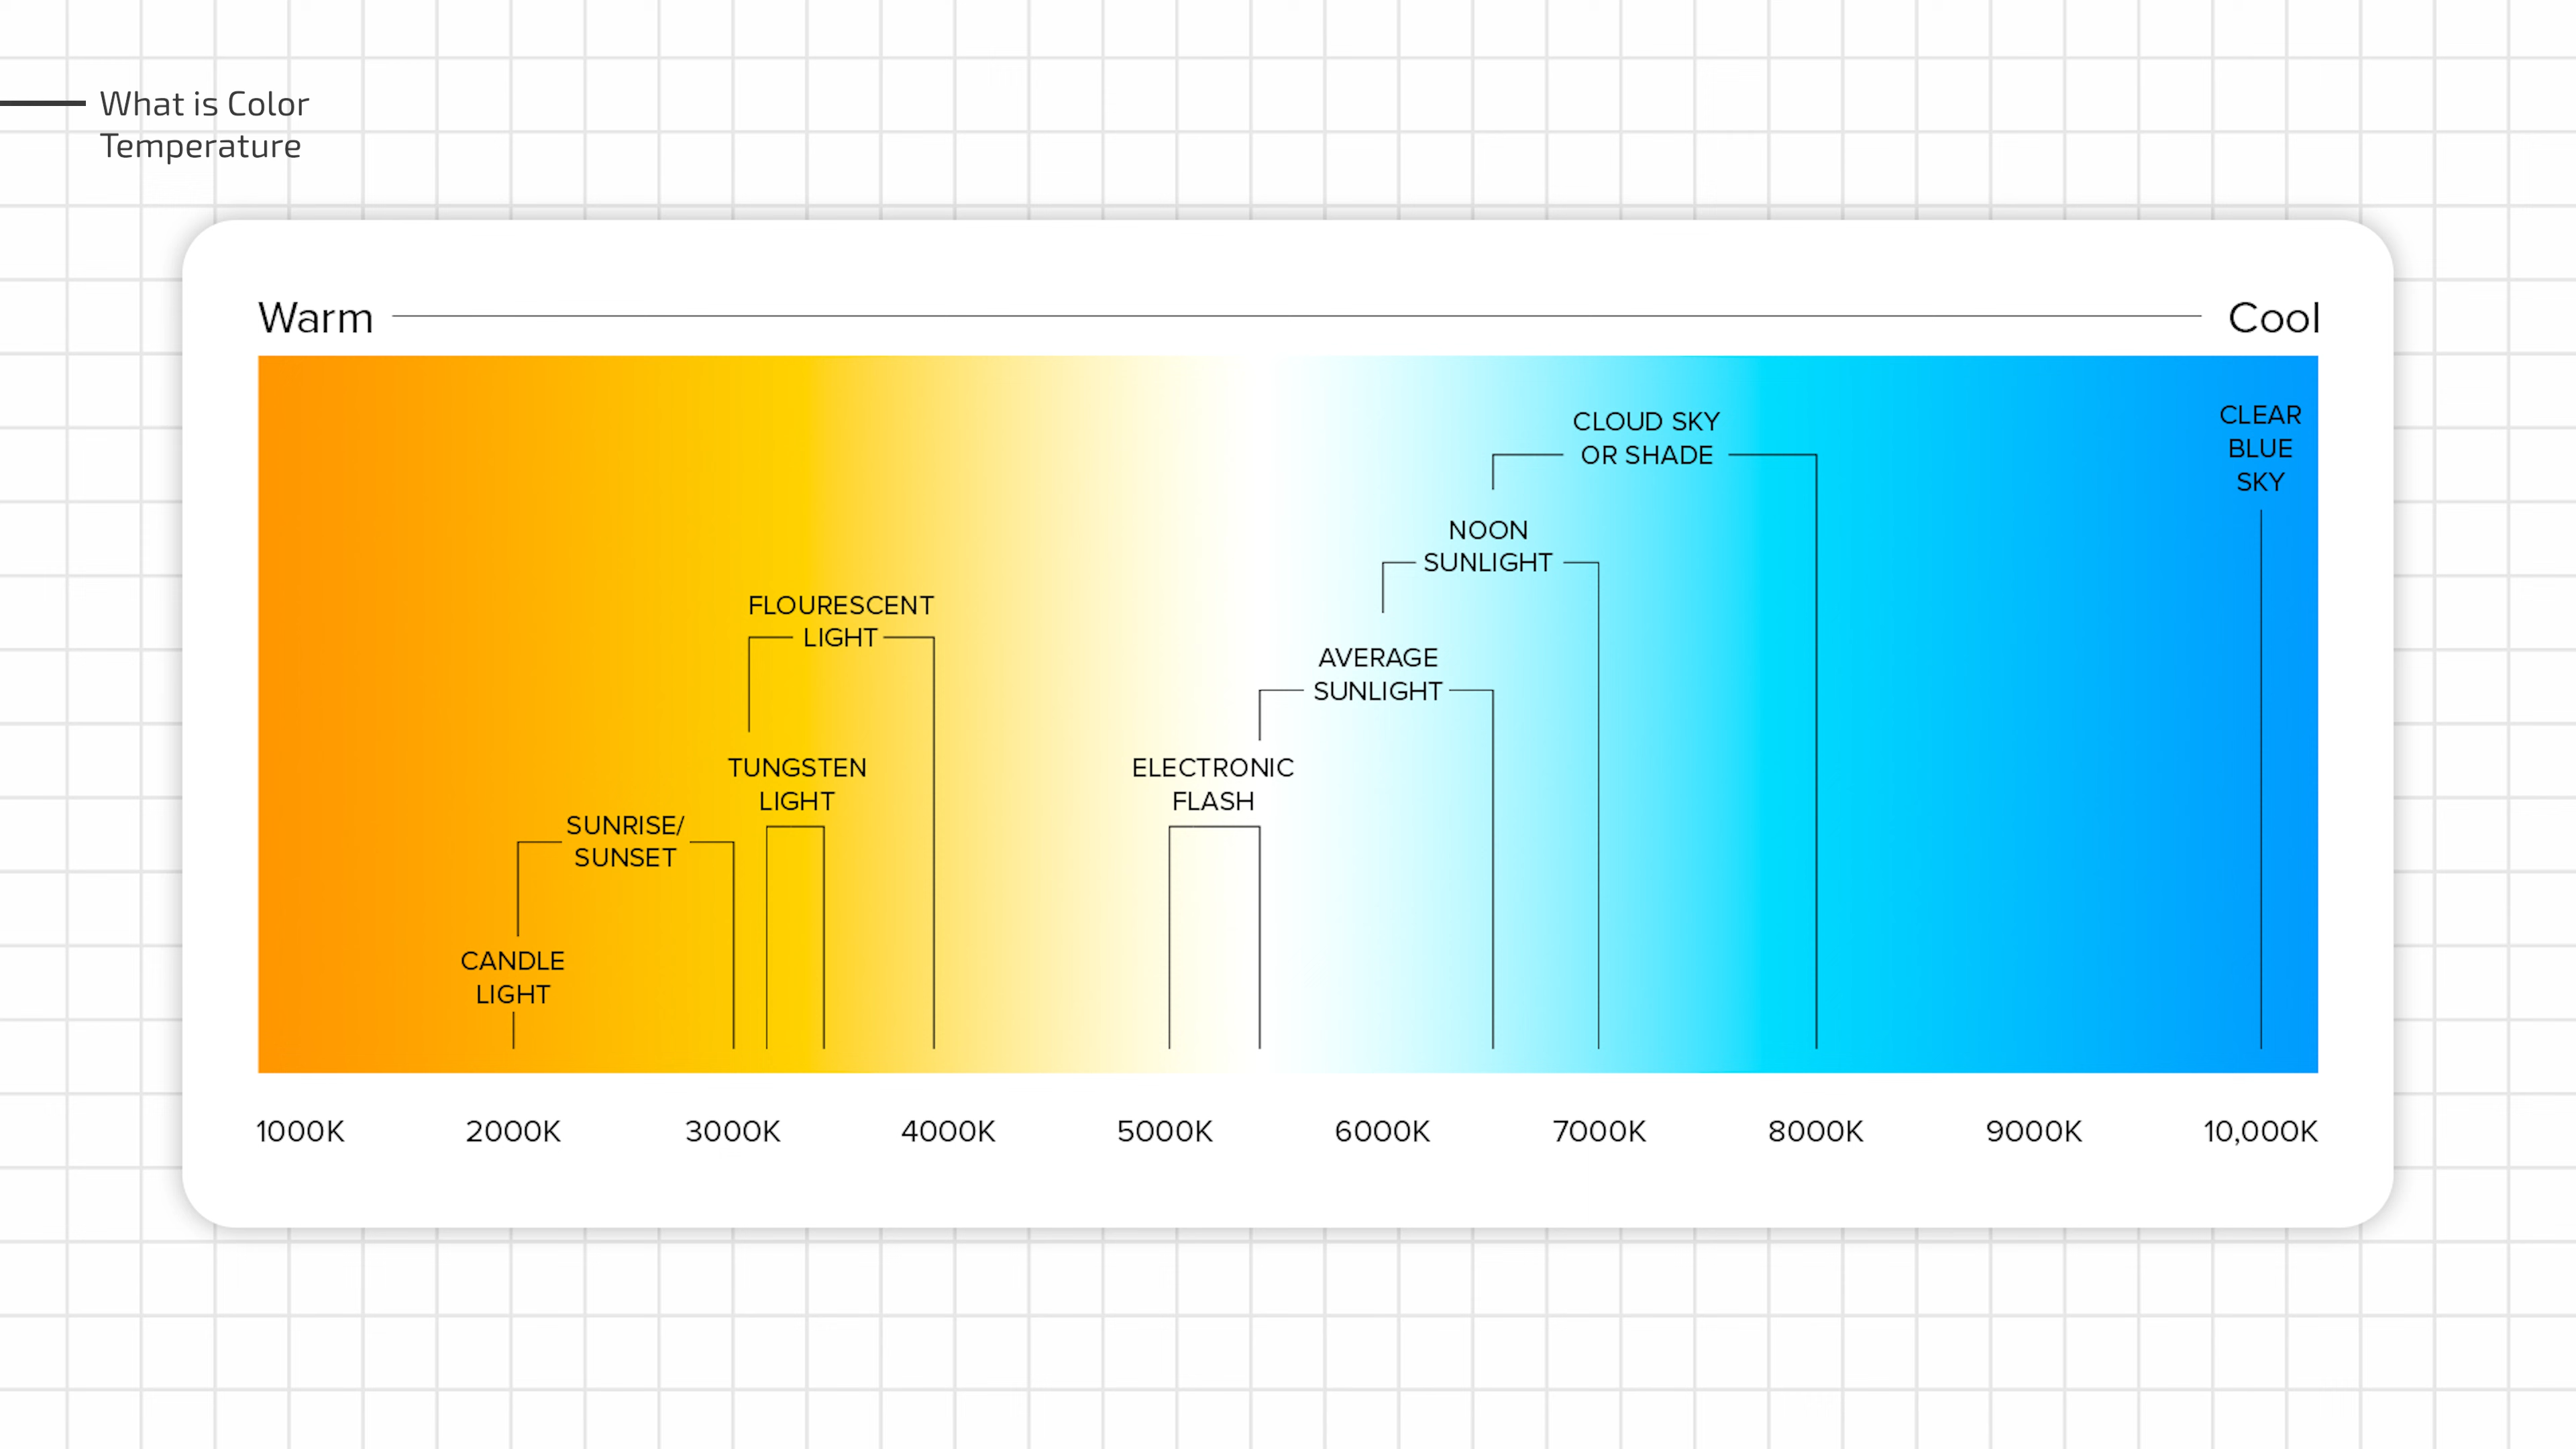 What is Color
Temperature
Warm
Cool
CLOUD SKY
OR SHADE
CLEAR
BLUE
SKY
NOON
SUNLIGHT
FLOURESCENT
LIGHT
AVERAGE
SUNLIGHT
TUNGSTEN
LIGHT
ELECTRONIC
FLASH
SUNRISE/
SUNSET
CANDLE
LIGHT
1000K
2000K
3000K
4000K
5000K
6000K
7000K
8000K
9000K
10,000K